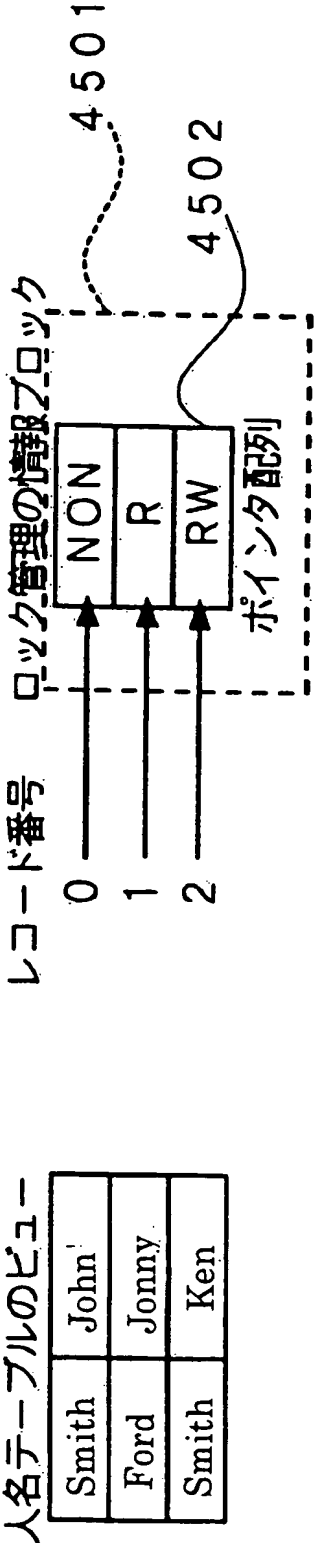 人名テーブルのビュー
Smith John
Ford Jonny
Smith Ken
レコード番号
0
1
2
ロック管理の情報ブロック
NON
R
RW
ポインタ配列
4501
4502